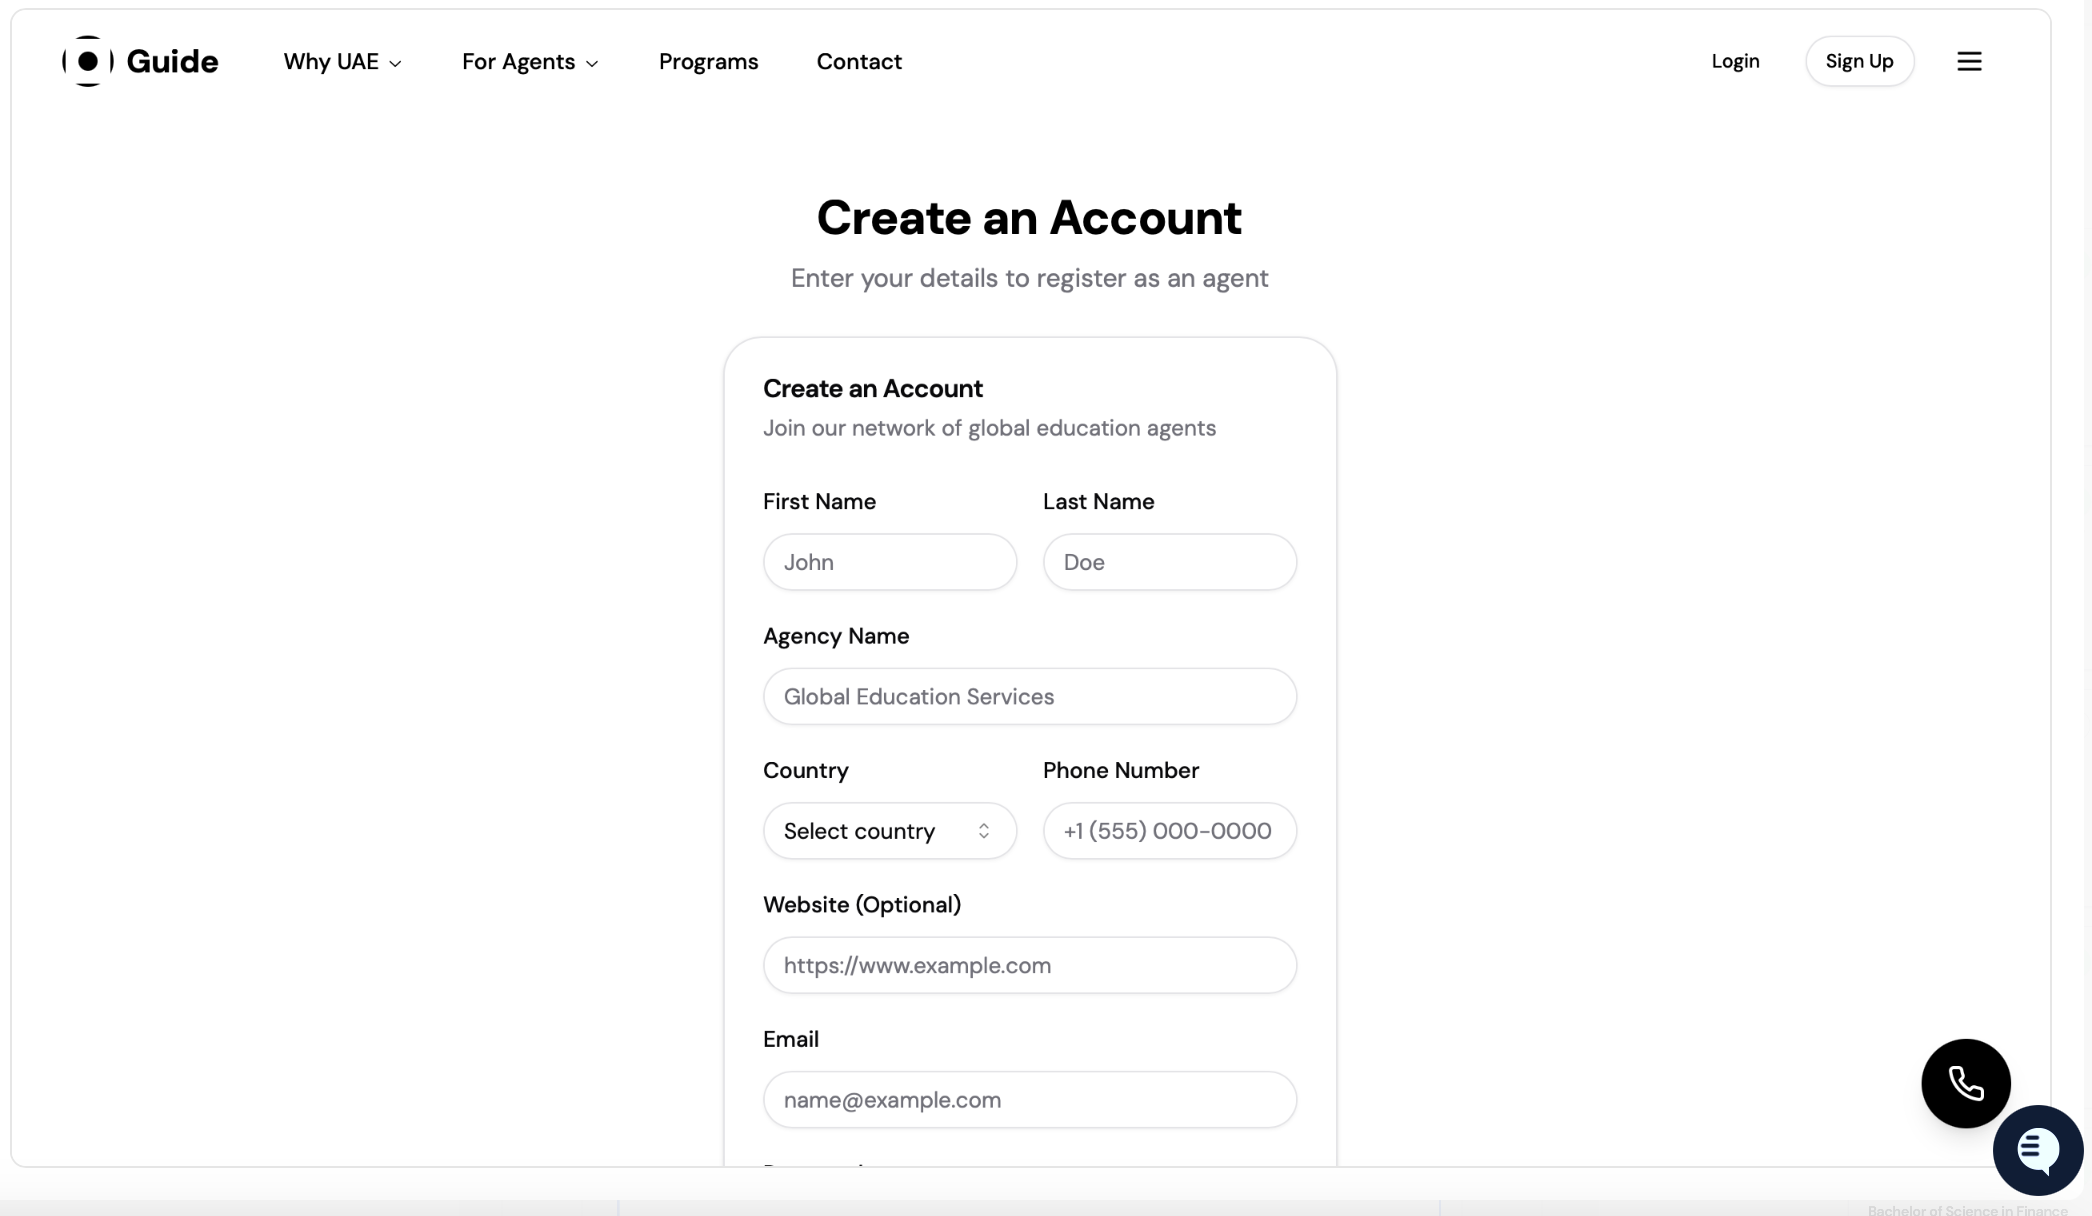 Guide
Why UAE
For Agents
Programs
Contact
Login
Sign Up
Create an Account
Enter your details to register as an agent
Create an Account
Join our network of global education agents
First Name
Last Name
John
Doe
Agency Name
Global Education Services
Country
Phone Number
Select country
+1 (555) 000-0000
Website (Optional)
https://www.example.com
Email
name@example.com
Bachelor of Science in Finance